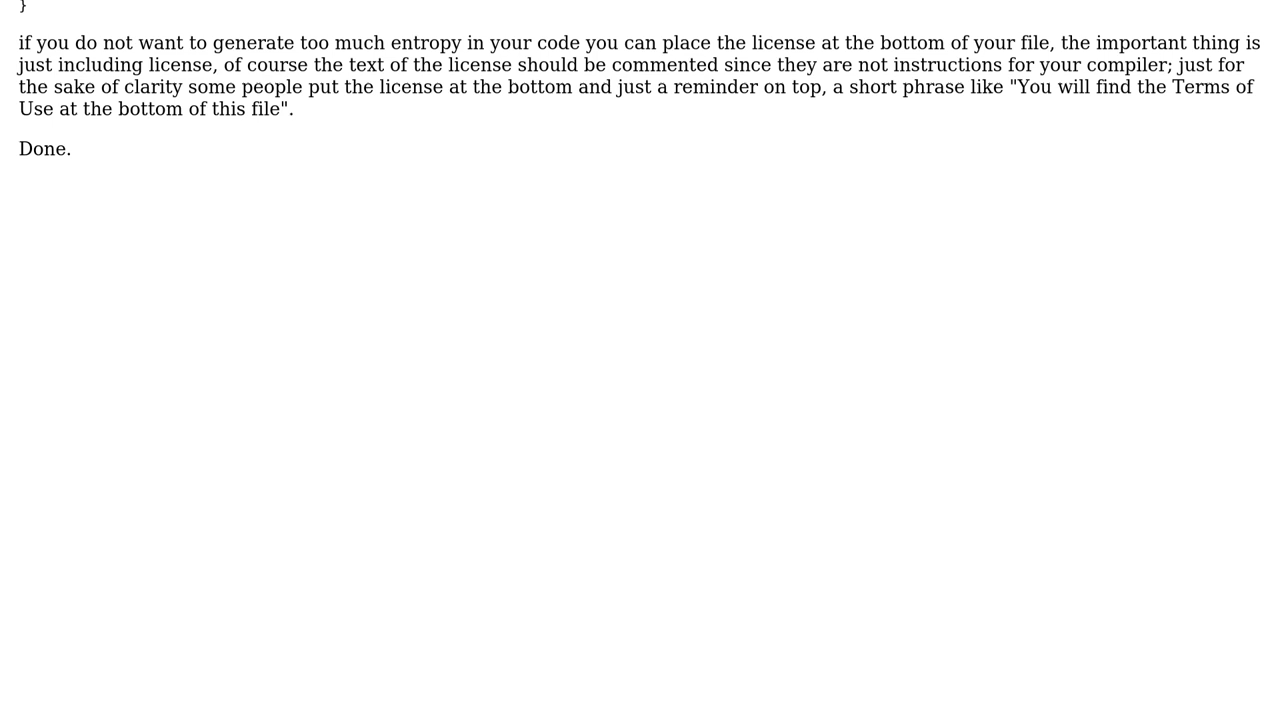 }
if you do not want to generate too much entropy in your code you can place the license at the bottom of your file, the important thing is
just including license, of course the text of the license should be commented since they are not instructions for your compiler; just for
the sake of clarity some people put the license at the bottom and just a reminder on top, a short phrase like "You will find the Terms of
Use at the bottom of this file".
Done.